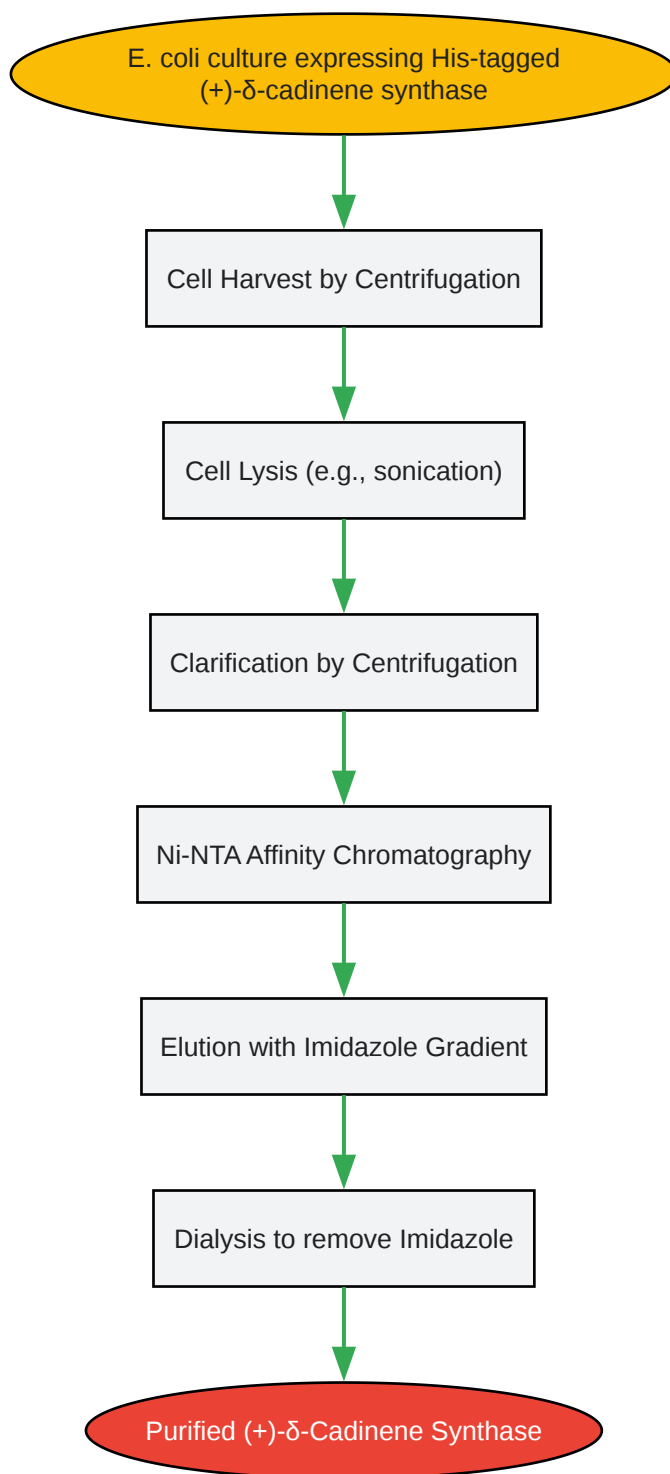 E. coli culture expressing His-tagged
(+)-δ-cadinene synthase
Cell Harvest by Centrifugation
Cell Lysis (e.g., sonication)
Clarification by Centrifugation
Ni-NTA Affinity Chromatography
Elution with Imidazole Gradient
Dialysis to remove Imidazole
Purified (+)-δ-Cadinene Synthase